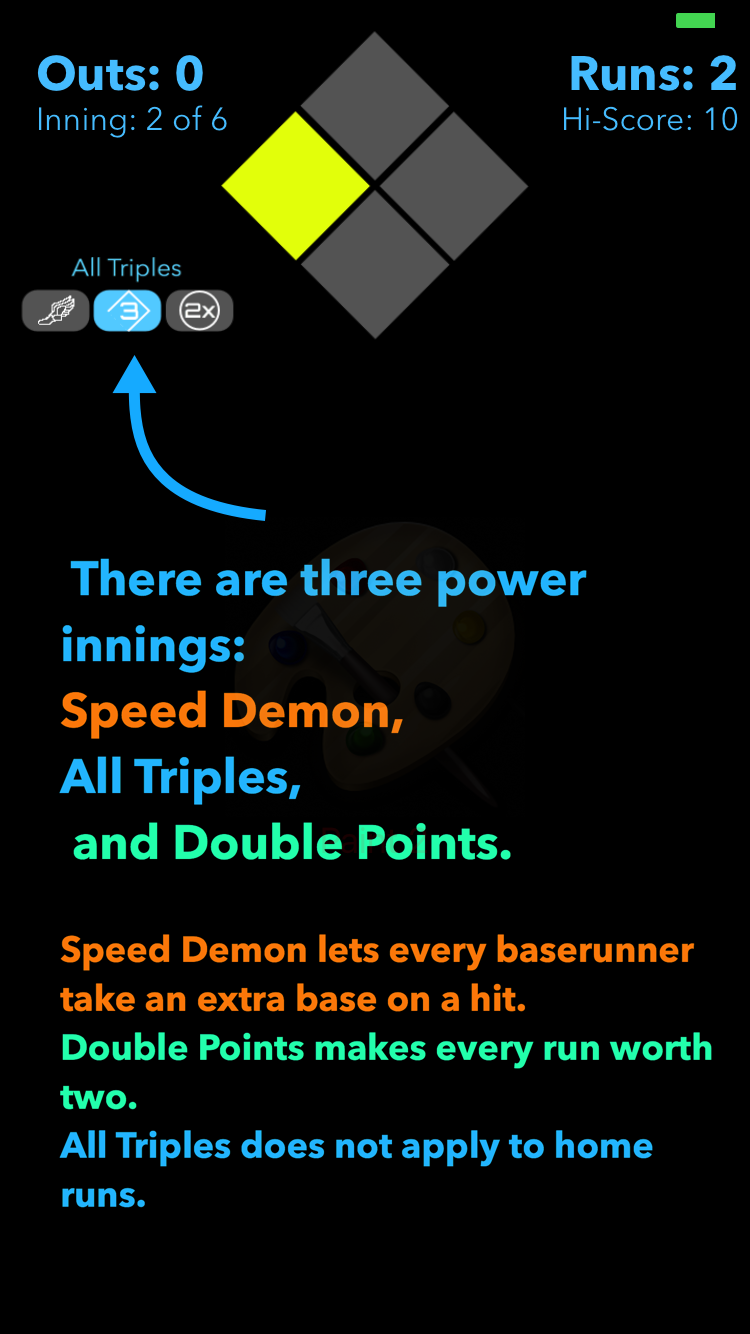 Outs: 0
Runs: 2
Inning: 2 of 6
Hi-Score: 10
All Triples
3
2x
There are three power
innings:
Speed Demon,
All Triples,
and Double Points.
Speed Demon lets every baserunner
take an extra base on a hit.
Double Points makes every run worth
two.
All Triples does not apply to home
runs.